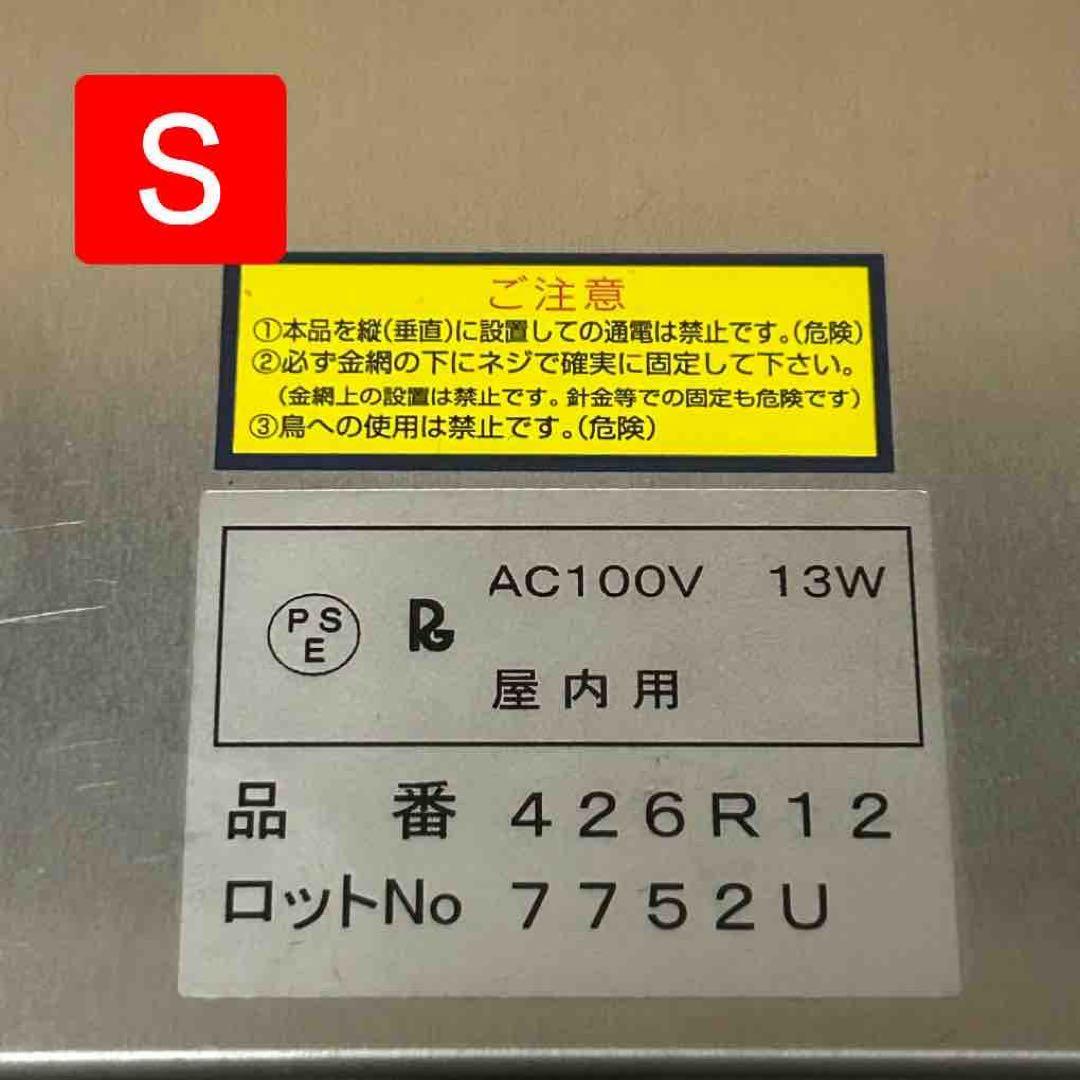 S
ご注意
①本品を縦(垂直)に設置しての通電は禁止です。(危険)
②必ず金網の下にネジで確実に固定して下さい。
(金網上の設置は禁止です。針金等での固定も危険です)
③鳥への使用は禁止です。(危険)
AC100V 13W
PS
E
屋内用
品番 426R12
ロットNo 7752U